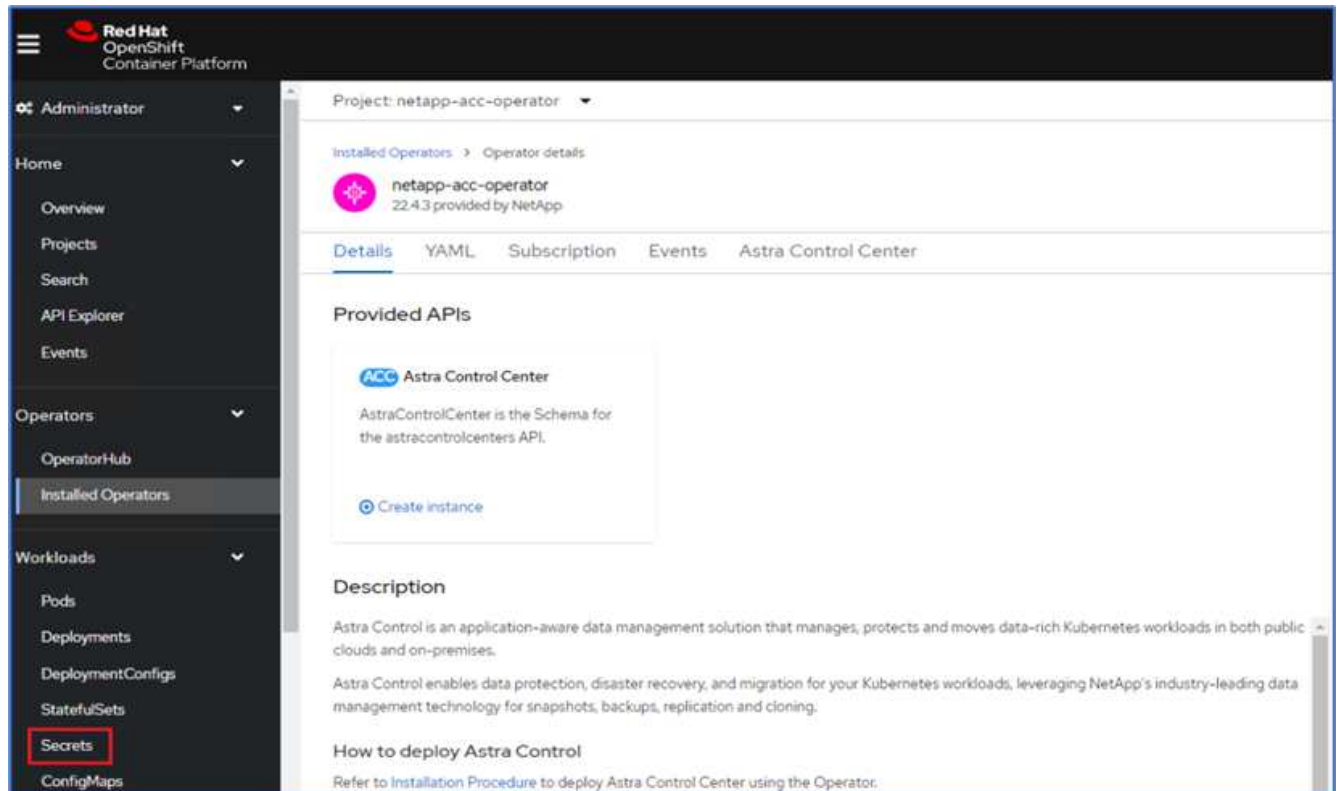 Red Hat
OpenShift
Container Platform
Administrator
Home
Overview
Projects
Search
API Explorer
Events
Operators
OperatorHub
Installed Operators
Workloads
Pods
Deployments
DeploymentConfigs
StatefulSets
Secrets
ConfigMaps
Project: netapp-acc-operator
Installed Operators > Operator details
netapp-acc-operator
22.4.3 provided by NetApp
Details YAML Subscription Events Astra Control Center
Provided APIs
ACC Astra Control Center
AstraControlCenter is the Schema for
the astracontrolcenters API.
Create instance
Description
Astra Control is an application-aware data management solution that manages, protects and moves data-rich Kubernetes workloads in both public
clouds and on-premises.
Astra Control enables data protection, disaster recovery, and migration for your Kubernetes workloads, leveraging NetApp's industry-leading data
management technology for snapshots, backups, replication and cloning.
How to deploy Astra Control
Refer to Installation Procedure to deploy Astra Control Center using the Operator.